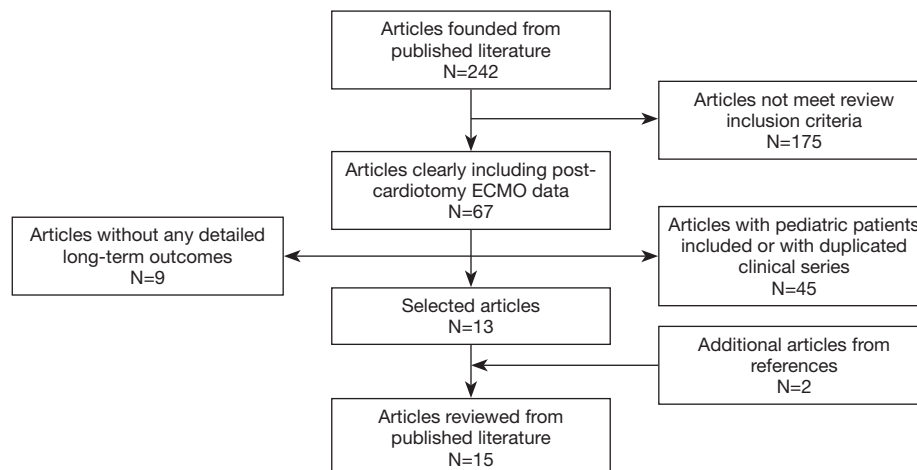 Articles founded from
published literature
N=242
Articles not meet review
inclusion criteria
N=175
Articles clearly including post-
cardiotomy ECMO data
N=67
Articles without any detailed
long-term outcomes
N=9
Articles with pediatric patients
included or with duplicated
clinical series
N=45
Selected articles
N=13
Additional articles from
references
N=2
Articles reviewed from
published literature
N=15